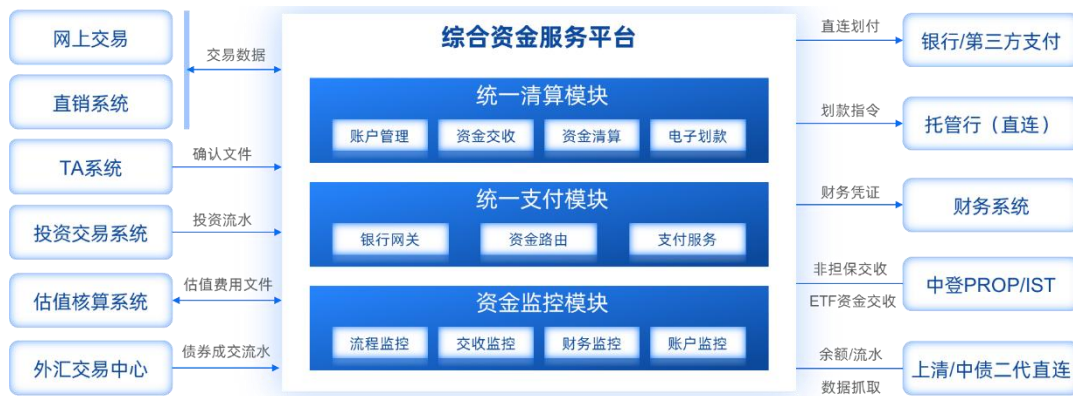 网上交易
直销系统
TA系统
投资交易系统
估值核算系统
外汇交易中心
交易数据
确认文件
投资流水
估值费用文件
债券成交流水
综合资金服务平台
统一清算模块
账户管理 资金交收 资金清算 电子划款
统一支付模块
银行网关 资金路由 支付服务
资金监控模块
流程监控 交收监控 财务监控 账户监控
直连划付
划款指令
财务凭证
非担保交收
ETF资金交收
余额/流水
数据抓取
银行/第三方支付
托管行（直连）
财务系统
中登PROP/IST
上清/中债二代直连